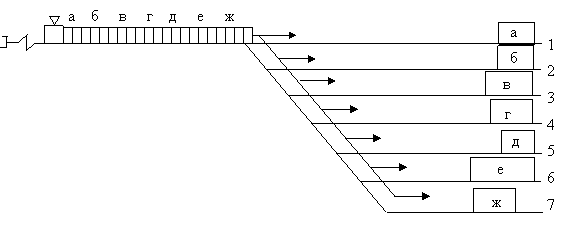 а б в г д е ж
а 1
б 2
в 3
г 4
д 5
е 6
ж 7